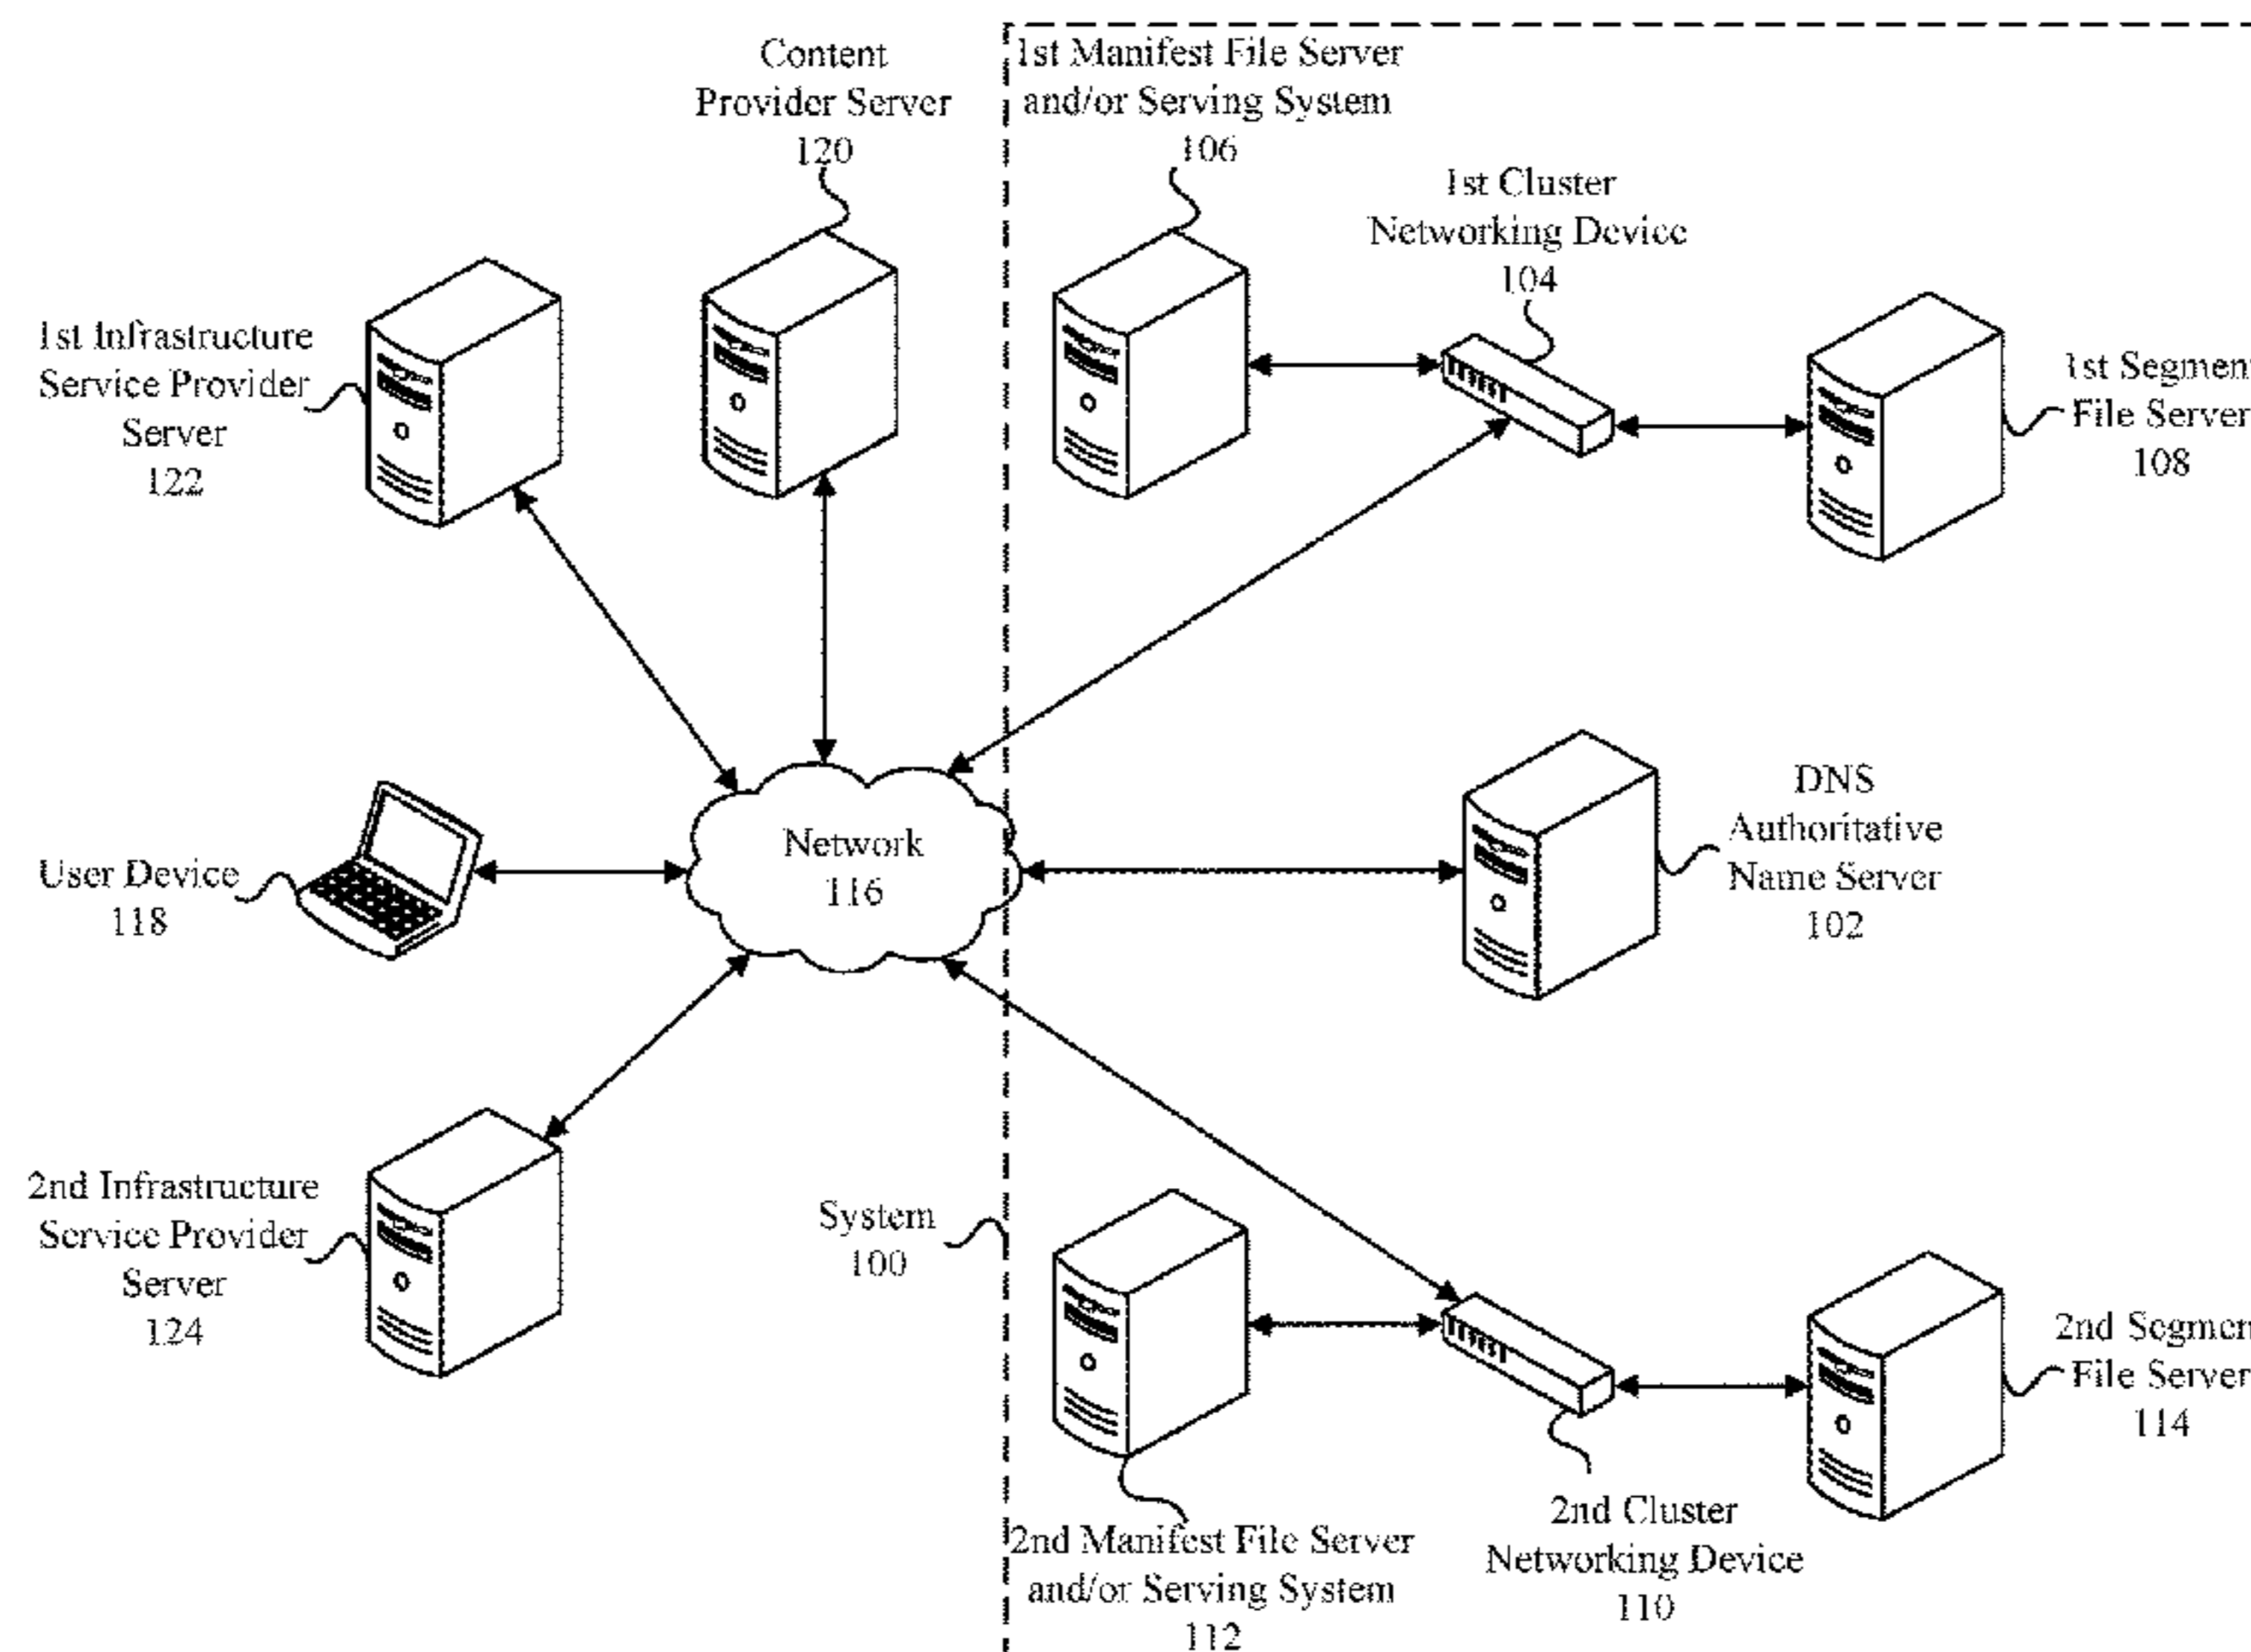 Content
Provider Server
120
1st Manifest File Server
and/or Serving System
106
1st Cluster
Networking Device
104
1st Infrastructure
Service Provider
Server
122
1st Segmen
File Server
108
Network
116
User Device
118
DNS
Authoritative
Name Server
102
2nd Infrastructure
Service Provider
Server
124
System
100
2nd Segmen
File Server
114
2nd Manifest File Server
and/or Serving System
112
2nd Cluster
Networking Device
110